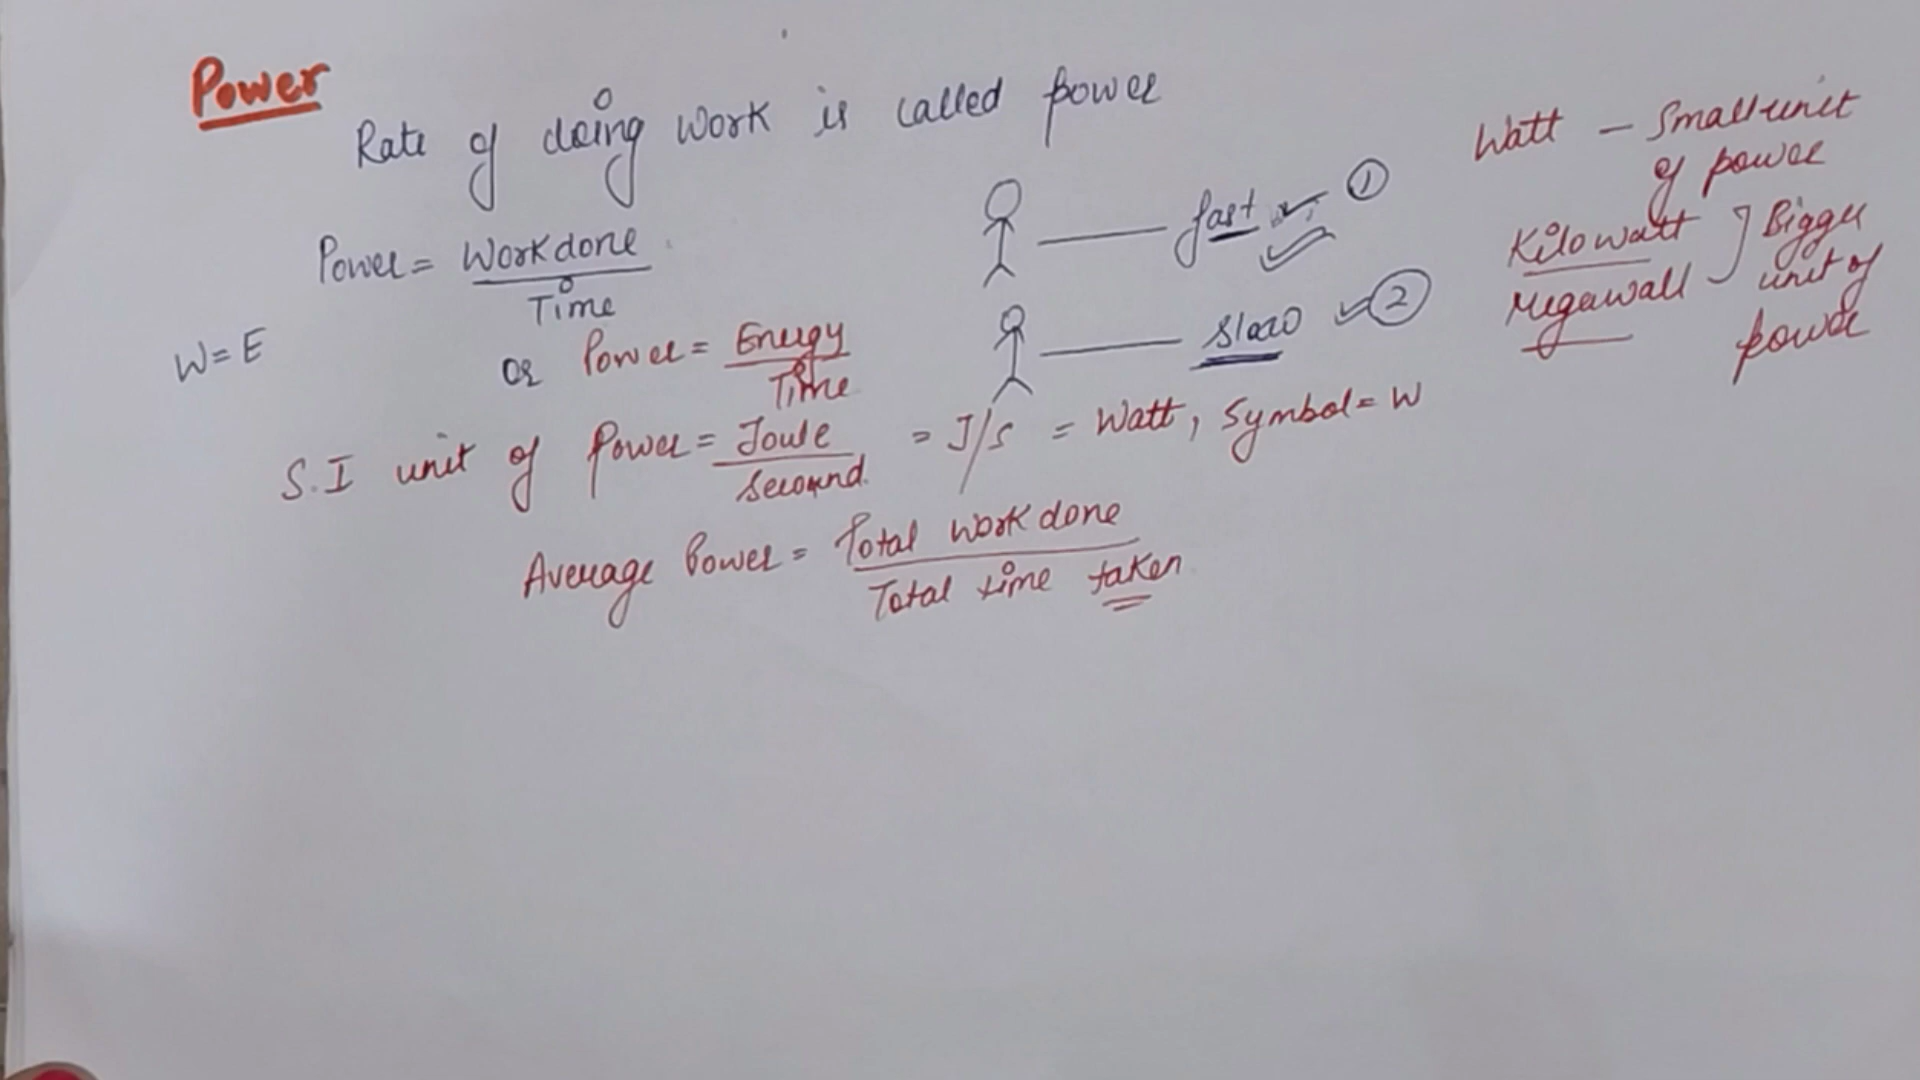 Power
Rate of doing work is called power
Power = Workdone
Time
W = E
or Power = Energy
Time
S.I unit of Power = Joule = J/s = Watt, Symbol = W
Second.
Average Power = Total work done
Total time taken
fast ✓ ①
slow ✓ ②
Watt – Small unit
of power
Kilowatt ] Bigger
Megawatt unit of
power